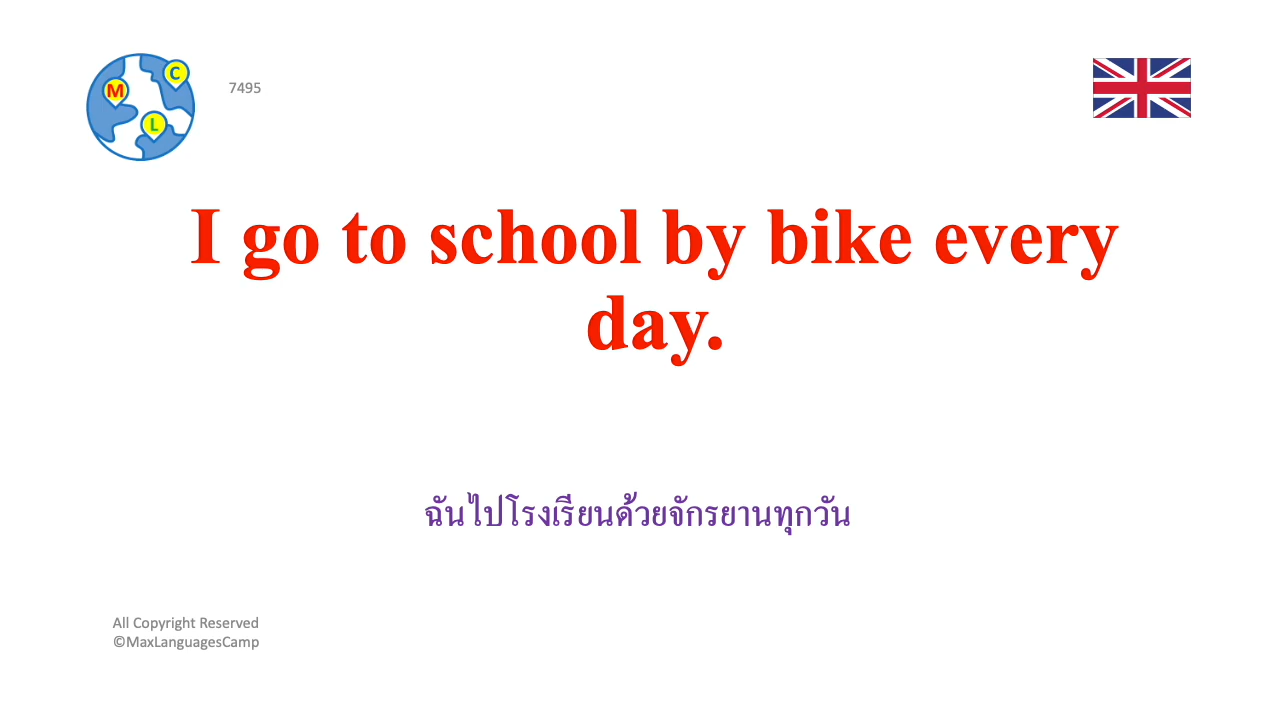 M
C
L
7495
I go to school by bike every
day.
ฉันไปโรงเรียนด้วยจักรยานทุกวัน
All Copyright Reserved
©MaxLanguagesCamp